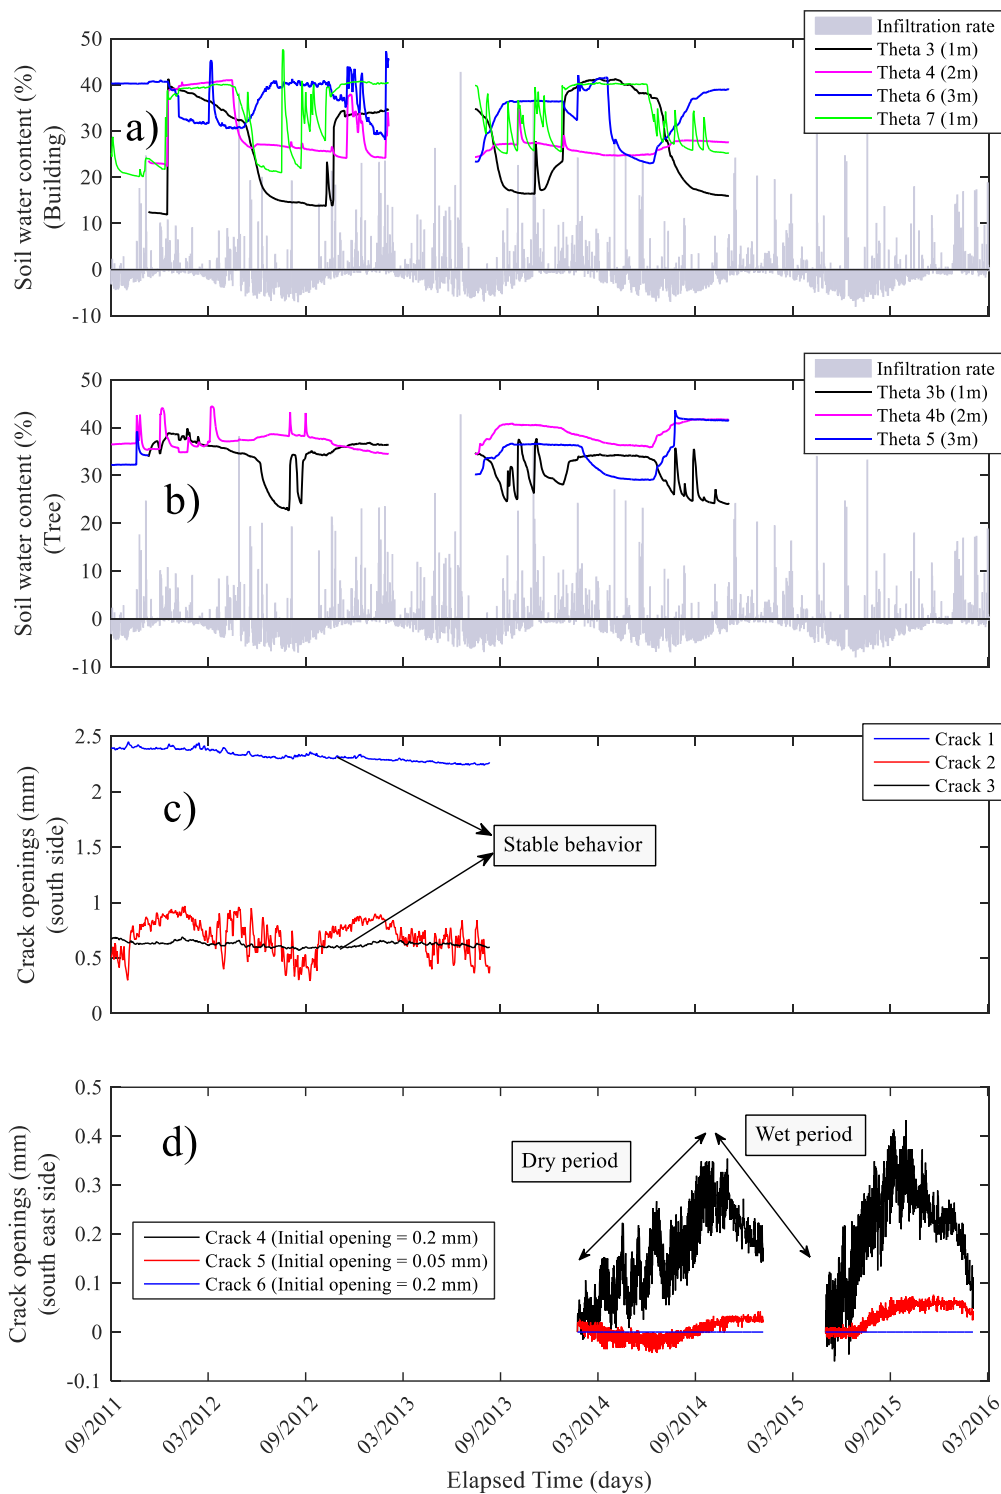 Soil water content (%)
(Building)
50
40
30
20
10
0
-10
a)
Infiltration rate
Theta 3 (1m)
Theta 4 (2m)
Theta 6 (3m)
Theta 7 (1m)
Soil water content (%)
(Tree)
50
40
30
20
10
0
-10
b)
Infiltration rate
Theta 3b (1m)
Theta 4b (2m)
Theta 5 (3m)
Crack openings (mm)
(south side)
2.5
2
1.5
1
0.5
0
c)
Crack 1
Crack 2
Crack 3
Stable behavior
Crack openings (mm)
(south east side)
0.5
0.4
0.3
0.2
0.1
0
-0.1
d)
Dry period
Wet period
Crack 4 (Initial opening = 0.2 mm)
Crack 5 (Initial opening = 0.05 mm)
Crack 6 (Initial opening = 0.2 mm)
09/2011
03/2012
09/2012
03/2013
09/2013
03/2014
09/2014
03/2015
09/2015
03/2016
Elapsed Time (days)